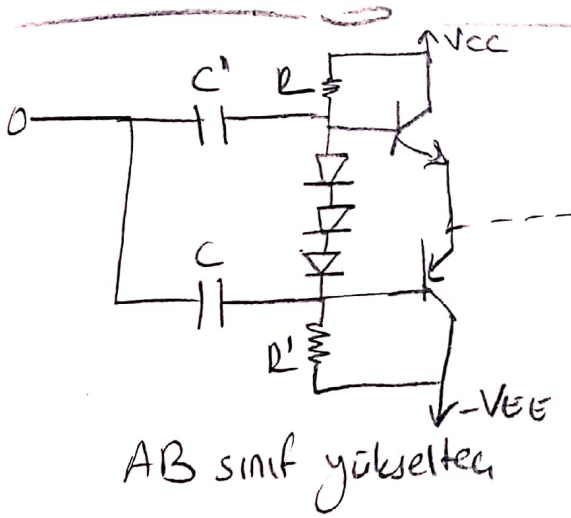 VCC
C'
R
O
C
R'
-VEE
AB sınıf yükselteç